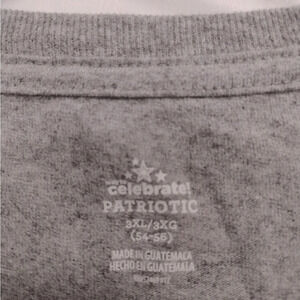 celebrate!
PATRIOTIC
3XL/3XG
(54-56)
MADE IN GUATEMALA
HECHO EN GUATEMALA